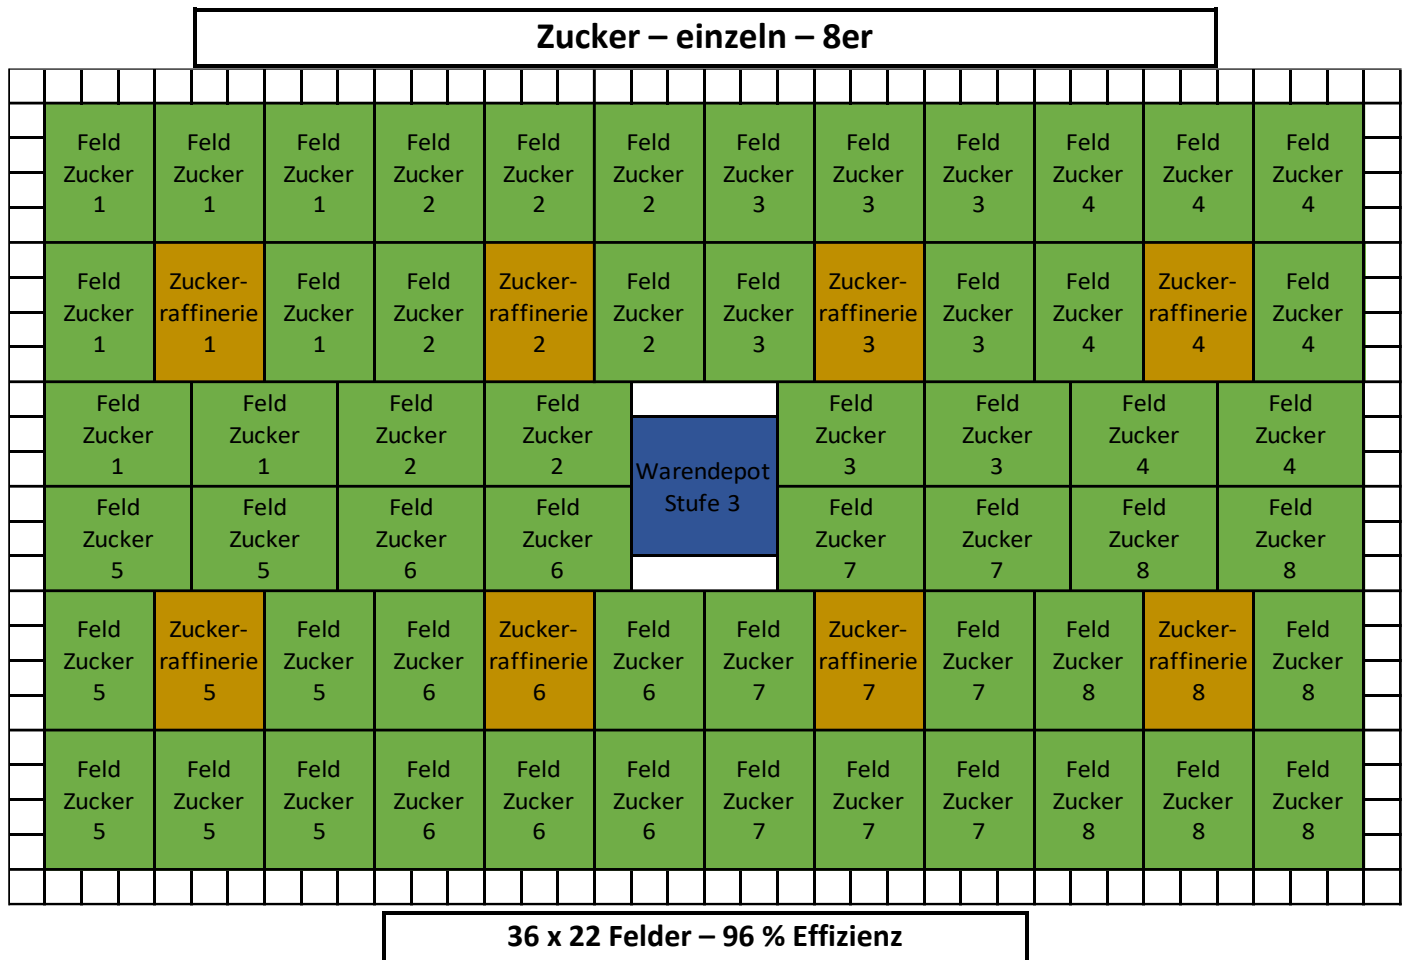 Zucker – einzeln – 8er
Feld Feld Feld Feld Feld Feld Feld Feld Feld Feld Feld Feld
Zucker Zucker Zucker Zucker Zucker Zucker Zucker Zucker Zucker Zucker Zucker Zucker
1 1 1 2 2 2 3 3 3 4 4 4
Feld Zucker- Feld Feld Zucker- Feld Feld Zucker- Feld Feld Zucker- Feld
Zucker raffinerie Zucker Zucker raffinerie Zucker Zucker raffinerie Zucker Zucker raffinerie Zucker
1 1 1 2 2 2 3 3 3 4 4 4
Feld Feld Feld Feld Feld Feld Feld Feld
Zucker Zucker Zucker Zucker Zucker Zucker Zucker Zucker
1 1 2 2 3 3 4 4
Warendepot
Stufe 3
Feld Feld Feld Feld Feld Feld Feld Feld
Zucker Zucker Zucker Zucker Zucker Zucker Zucker Zucker
5 5 6 6 7 7 8 8
Feld Zucker- Feld Feld Zucker- Feld Feld Zucker- Feld Feld Zucker- Feld
Zucker raffinerie Zucker Zucker raffinerie Zucker Zucker raffinerie Zucker Zucker raffinerie Zucker
5 5 5 6 6 6 7 7 7 8 8 8
Feld Feld Feld Feld Feld Feld Feld Feld Feld Feld Feld Feld
Zucker Zucker Zucker Zucker Zucker Zucker Zucker Zucker Zucker Zucker Zucker Zucker
5 5 5 6 6 6 7 7 7 8 8 8
36 x 22 Felder – 96 % Effizienz